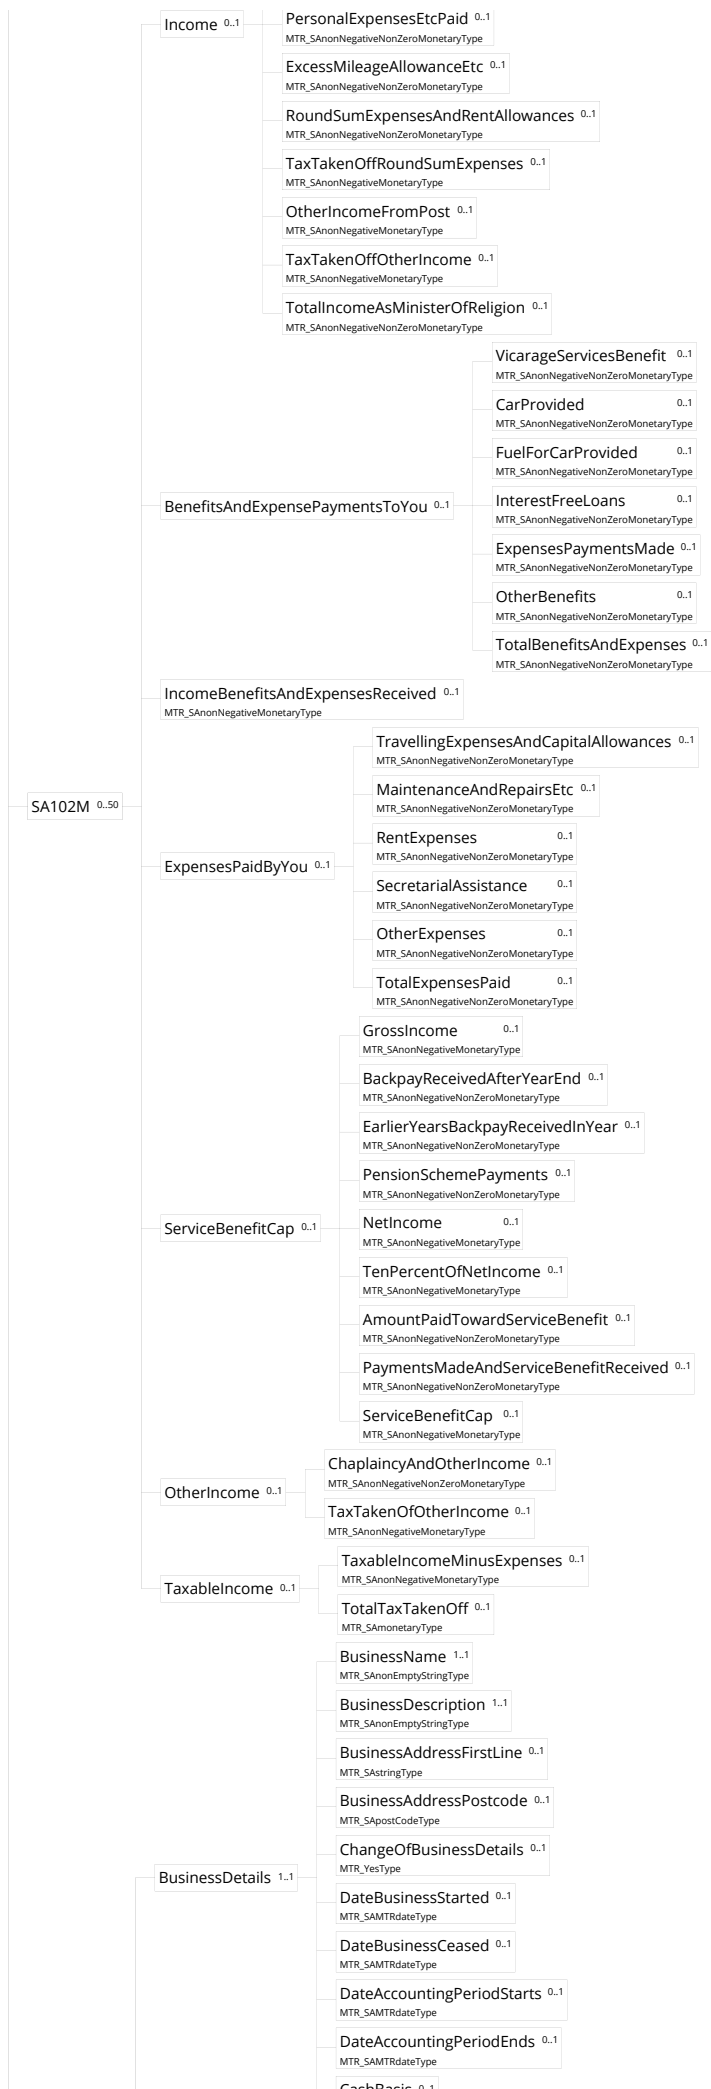 Income 0..1
PersonalExpensesEtcPaid 0..1
MTR_SAnonNegativeNonZeroMonetaryType
ExcessMileageAllowanceEtc 0..1
MTR_SAnonNegativeNonZeroMonetaryType
RoundSumExpensesAndRentAllowances 0..1
MTR_SAnonNegativeNonZeroMonetaryType
TaxTakenOffRoundSumExpenses 0..1
MTR_SAnonNegativeMonetaryType
OtherIncomeFromPost 0..1
MTR_SAnonNegativeMonetaryType
TaxTakenOffOtherIncome 0..1
MTR_SAnonNegativeMonetaryType
TotalIncomeAsMinisterOfReligion 0..1
MTR_SAnonNegativeNonZeroMonetaryType
BenefitsAndExpensePaymentsToYou 0..1
VicarageServicesBenefit 0..1
MTR_SAnonNegativeNonZeroMonetaryType
CarProvided 0..1
MTR_SAnonNegativeNonZeroMonetaryType
FuelForCarProvided 0..1
MTR_SAnonNegativeNonZeroMonetaryType
InterestFreeLoans 0..1
MTR_SAnonNegativeNonZeroMonetaryType
ExpensesPaymentsMade 0..1
MTR_SAnonNegativeNonZeroMonetaryType
OtherBenefits 0..1
MTR_SAnonNegativeNonZeroMonetaryType
TotalBenefitsAndExpenses 0..1
MTR_SAnonNegativeNonZeroMonetaryType
IncomeBenefitsAndExpensesReceived 0..1
MTR_SAnonNegativeMonetaryType
SA102M 0..50
ExpensesPaidByYou 0..1
TravellingExpensesAndCapitalAllowances 0..1
MTR_SAnonNegativeNonZeroMonetaryType
MaintenanceAndRepairsEtc 0..1
MTR_SAnonNegativeNonZeroMonetaryType
RentExpenses 0..1
MTR_SAnonNegativeNonZeroMonetaryType
SecretarialAssistance 0..1
MTR_SAnonNegativeNonZeroMonetaryType
OtherExpenses 0..1
MTR_SAnonNegativeNonZeroMonetaryType
TotalExpensesPaid 0..1
MTR_SAnonNegativeNonZeroMonetaryType
ServiceBenefitCap 0..1
GrossIncome 0..1
MTR_SAnonNegativeMonetaryType
BackpayReceivedAfterYearEnd 0..1
MTR_SAnonNegativeNonZeroMonetaryType
EarlierYearsBackpayReceivedInYear 0..1
MTR_SAnonNegativeNonZeroMonetaryType
PensionSchemePayments 0..1
MTR_SAnonNegativeNonZeroMonetaryType
NetIncome 0..1
MTR_SAnonNegativeMonetaryType
TenPercentOfNetIncome 0..1
MTR_SAnonNegativeMonetaryType
AmountPaidTowardServiceBenefit 0..1
MTR_SAnonNegativeNonZeroMonetaryType
PaymentsMadeAndServiceBenefitReceived 0..1
MTR_SAnonNegativeNonZeroMonetaryType
ServiceBenefitCap 0..1
MTR_SAnonNegativeMonetaryType
OtherIncome 0..1
ChaplaincyAndOtherIncome 0..1
MTR_SAnonNegativeNonZeroMonetaryType
TaxTakenOfOtherIncome 0..1
MTR_SAnonNegativeMonetaryType
TaxableIncome 0..1
TaxableIncomeMinusExpenses 0..1
MTR_SAnonNegativeMonetaryType
TotalTaxTakenOff 0..1
MTR_SAmonetaryType
BusinessDetails 1..1
BusinessName 1..1
MTR_SAnonEmptyStringType
BusinessDescription 1..1
MTR_SAnonEmptyStringType
BusinessAddressFirstLine 0..1
MTR_SAstringType
BusinessAddressPostcode 0..1
MTR_SApostCodeType
ChangeOfBusinessDetails 0..1
MTR_YesType
DateBusinessStarted 0..1
MTR_SAMTRdateType
DateBusinessCeased 0..1
MTR_SAMTRdateType
DateAccountingPeriodStarts 0..1
MTR_SAMTRdateType
DateAccountingPeriodEnds 0..1
MTR_SAMTRdateType
CashBasis 0..1